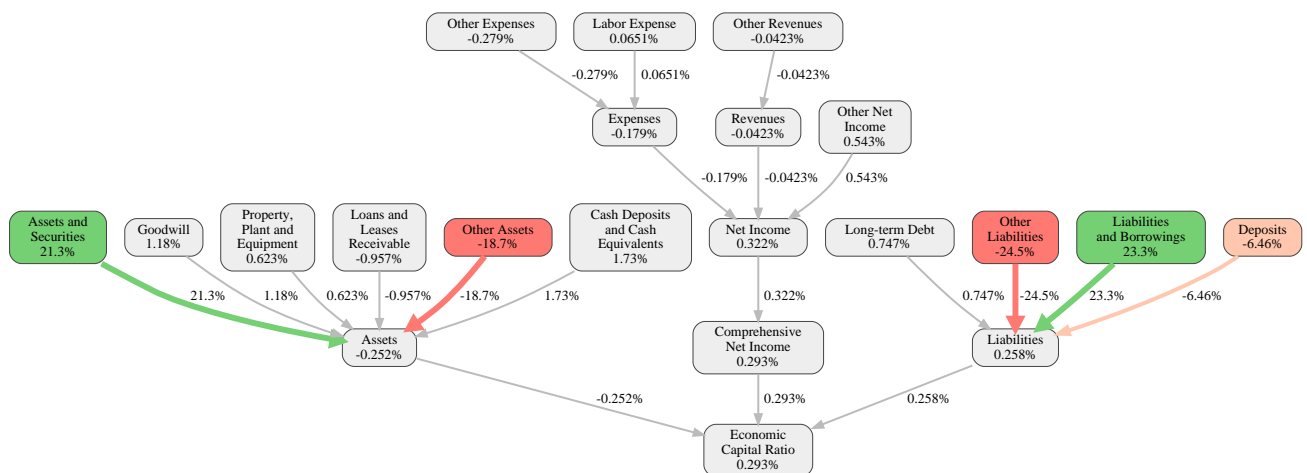 Other Expenses
-0.279%
Labor Expense
0.0651%
Other Revenues
-0.0423%
-0.279%
0.0651%
-0.0423%
Expenses
-0.179%
Revenues
-0.0423%
Other Net
Income
0.543%
-0.179%
-0.0423%
0.543%
Assets and
Securities
21.3%
Goodwill
1.18%
Property,
Plant and
Equipment
0.623%
Loans and
Leases
Receivable
-0.957%
Other Assets
-18.7%
Cash Deposits
and Cash
Equivalents
1.73%
Net Income
0.322%
Long-term Debt
0.747%
Other
Liabilities
-24.5%
Liabilities
and Borrowings
23.3%
Deposits
-6.46%
21.3%
1.18%
0.623%
-0.957%
-18.7%
1.73%
0.322%
0.747%
-24.5%
23.3%
-6.46%
Assets
-0.252%
Comprehensive
Net Income
0.293%
Liabilities
0.258%
-0.252%
0.293%
0.258%
Economic
Capital Ratio
0.293%